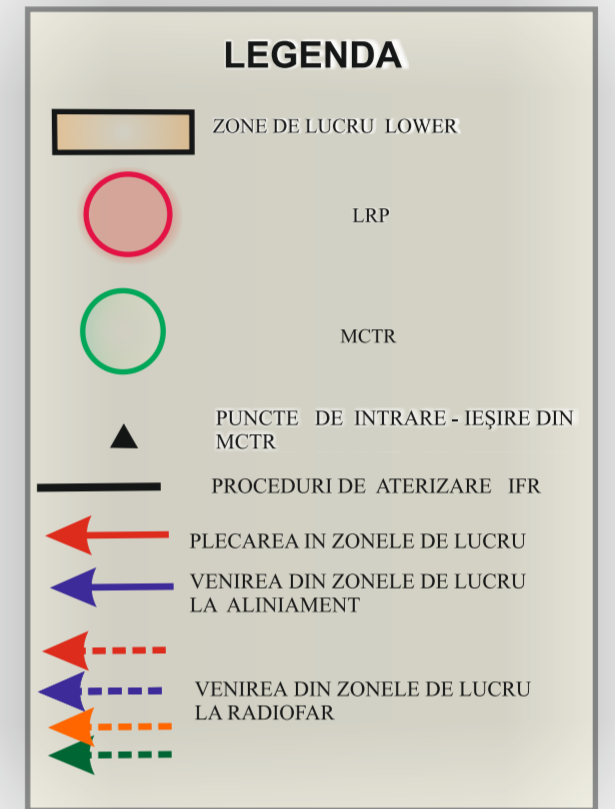 LEGENDA
ZONE DE LUCRU LOWER
LRP
MCTR
PUNCTE DE INTRARE - IEŞIRE DIN
MCTR
PROCEDURI DE ATERIZARE IFR
PLECAREA IN ZONELE DE LUCRU
VENIREA DIN ZONELE DE LUCRU
LA ALINIAMENT
VENIREA DIN ZONELE DE LUCRU
LA RADIOFAR